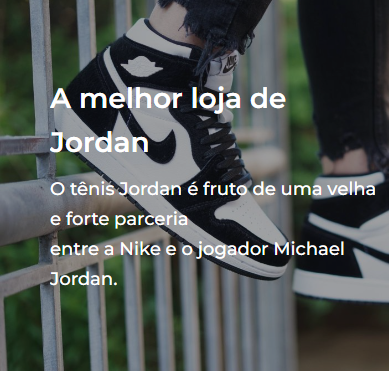 A melhor loja de
Jordan
O tênis Jordan é fruto de uma velha
e forte parceria
entre a Nike e o jogador Michael
Jordan.